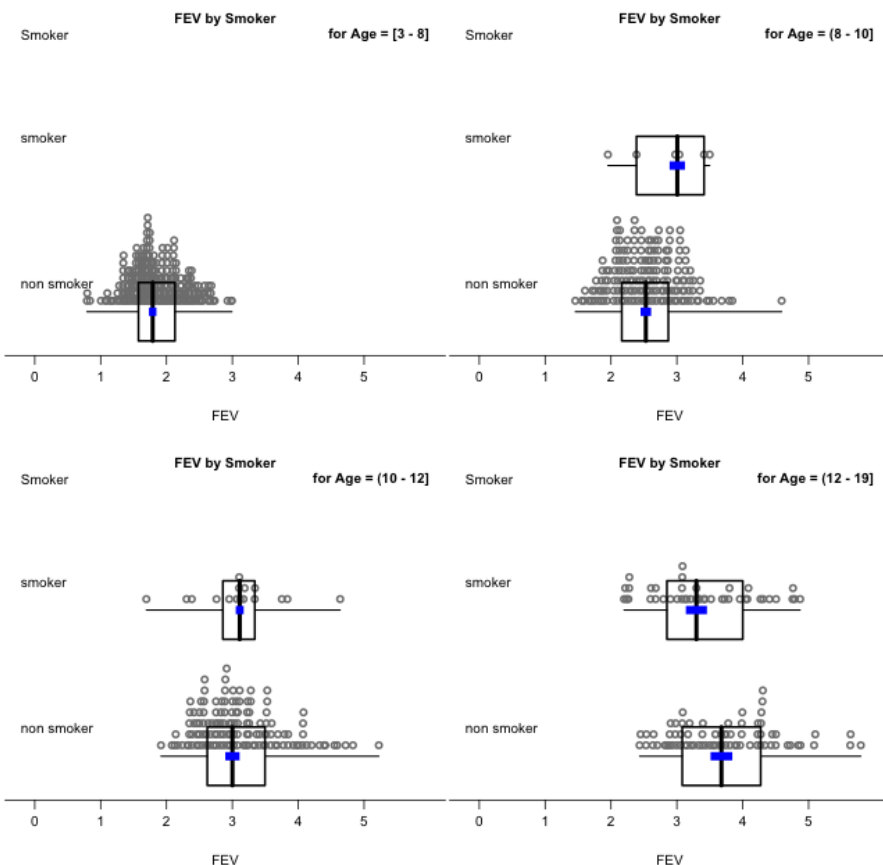 FEV by Smoker
Smoker
for Age = [3 - 8]
smoker
non smoker
0 1 2 3 4 5
FEV
FEV by Smoker
Smoker
for Age = (8 - 10]
smoker
non smoker
0 1 2 3 4 5
FEV
FEV by Smoker
Smoker
for Age = (10 - 12]
smoker
non smoker
0 1 2 3 4 5
FEV
FEV by Smoker
Smoker
for Age = (12 - 19]
smoker
non smoker
0 1 2 3 4 5
FEV